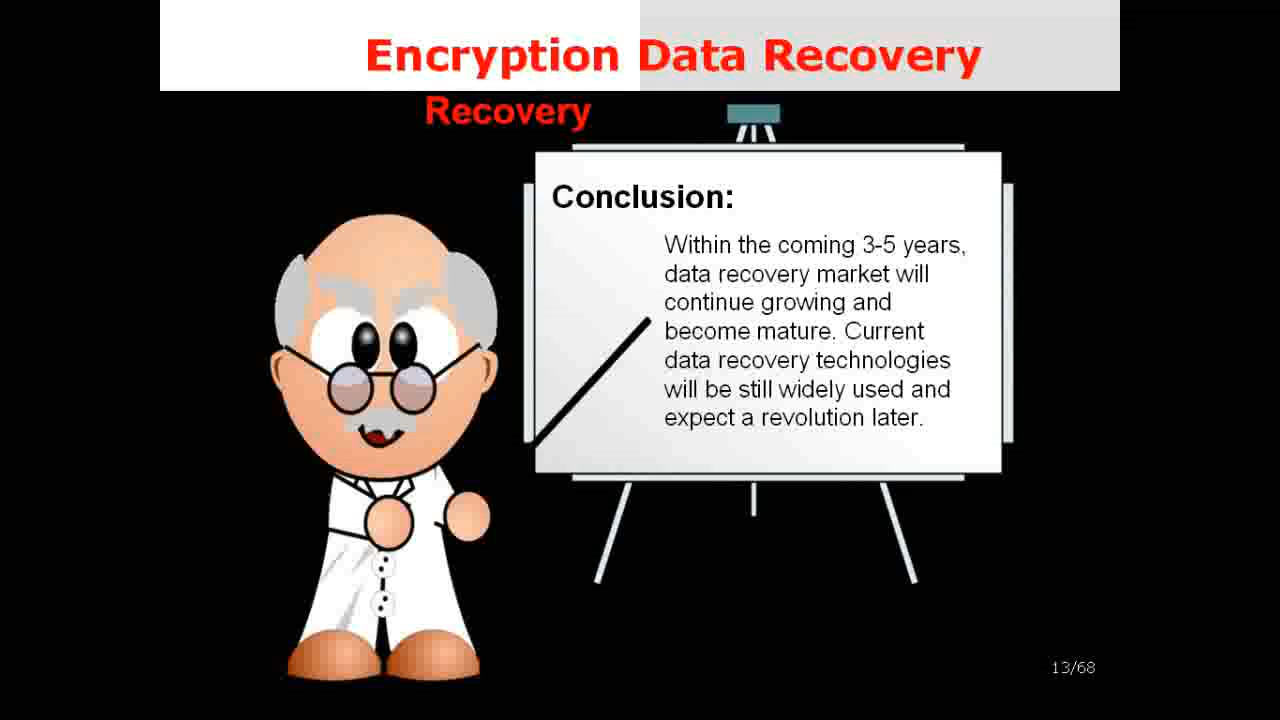 Encryption Data Recovery
Recovery
Conclusion:
Within the coming 3-5 years,
data recovery market will
continue growing and
become mature. Current
data recovery technologies
will be still widely used and
expect a revolution later.
13/68